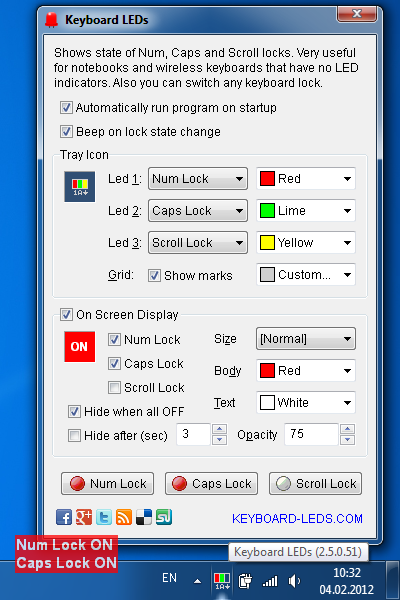 Keyboard LEDs
Shows state of Num, Caps and Scroll locks. Very useful
for notebooks and wireless keyboards that have no LED
indicators. Also you can switch any keyboard lock.
Automatically run program on startup
Beep on lock state change
Tray Icon
1A
Led 1: Num Lock Red
Led 2: Caps Lock Lime
Led 3: Scroll Lock Yellow
Grid: Show marks Custom...
On Screen Display
ON
Num Lock Size [Normal]
Caps Lock Body Red
Scroll Lock Text White
Hide when all OFF
Hide after (sec) 3 Opacity 75
Num Lock Caps Lock Scroll Lock
KEYBOARD-LEDS.COM
Num Lock ON
Caps Lock ON
Keyboard LEDs (2.5.0.51)
EN 1A 10:32
04.02.2012